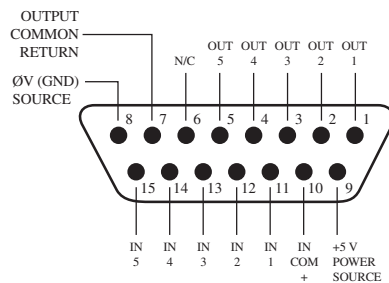 OUTPUT
COMMON
RETURN
ØV (GND)
SOURCE
N/C
OUT
5
OUT
4
OUT
3
OUT
2
OUT
1
8 7 6 5 4 3 2 1
15 14 13 12 11 10 9
IN
5
IN
4
IN
3
IN
2
IN
1
IN
COM
+
+5 V
POWER
SOURCE